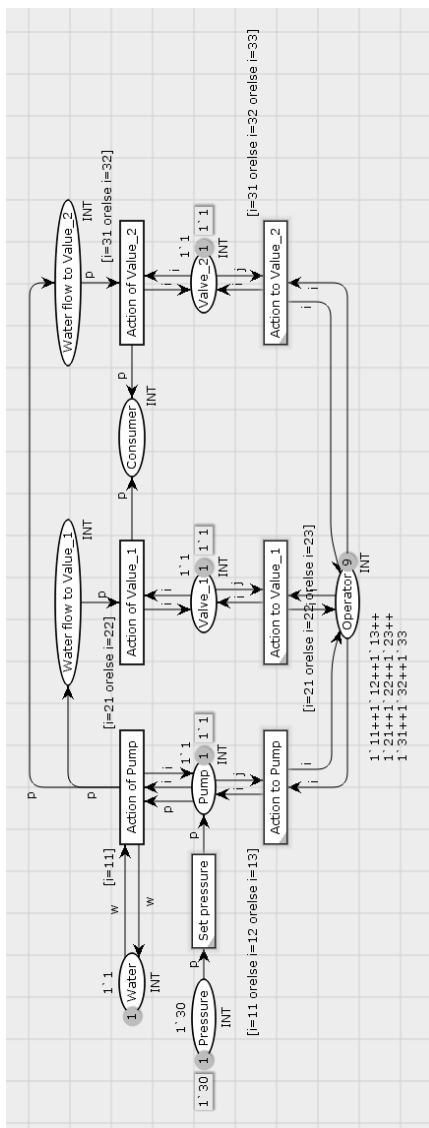 p
Water flow to Value_1
Water flow to Value_2
INT
INT
p
p
p
1`1
[i=11]
[i=21 orelse i=22]
[i=31 orelse i=32]
w
1
Water
Action of Pump
Action of Value_1
p
Consumer
p
Action of Value_2
w
INT
INT
p
i
i
i
i
i
i
1`30
1`1
1`1
1`1
1`30
1
Pressure
p
Set pressure
p
Pump
1
1`1
Valve_1
1
1`1
Valve_2
1
1`1
INT
INT
INT
INT
i
j
i
j
i
j
[i=11 orelse i=12 orelse i=13]
[i=31 orelse i=32 orelse i=33]
Action to Pump
Action to Value_1
Action to Value_2
i
[i=21 orelse i=22 orelse i=23]
i
i
i
Operator
9
INT
1`11++1`12++1`13++
1`21++1`22++1`23++
1`31++1`32++1`33